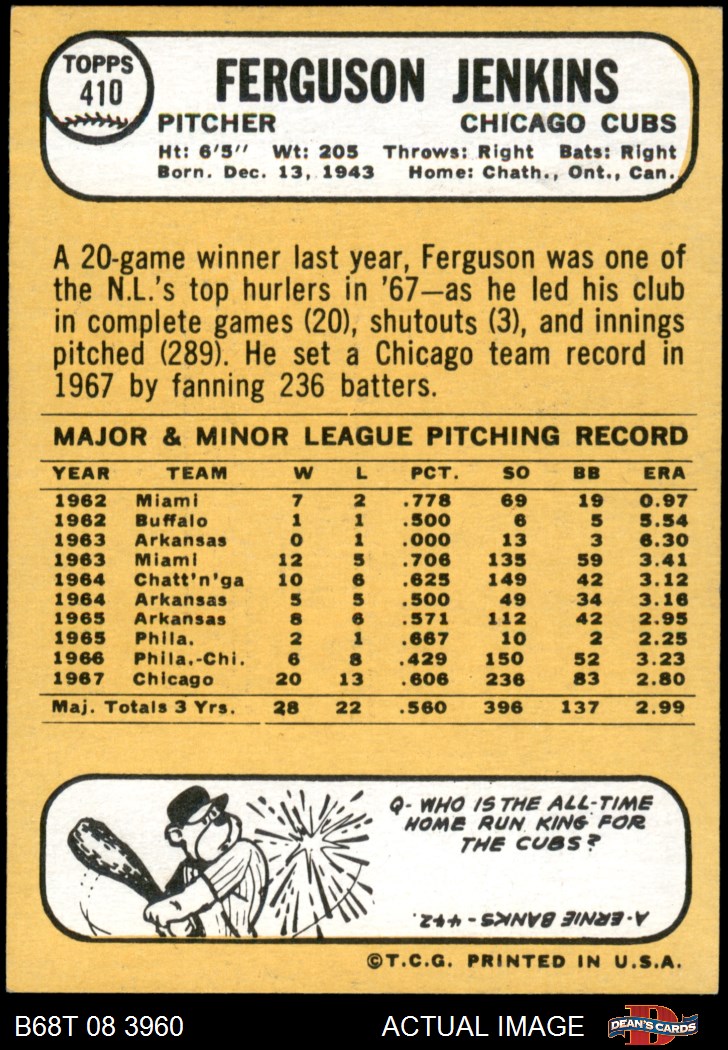 TOPPS
410
FERGUSON JENKINS
PITCHER CHICAGO CUBS
Ht: 6'5" Wt: 205 Throws: Right Bats: Right
Born. Dec. 13, 1943 Home: Chath., Ont., Can.
A 20-game winner last year, Ferguson was one of
the N.L.'s top hurlers in '67—as he led his club
in complete games (20), shutouts (3), and innings
pitched (289). He set a Chicago team record in
1967 by fanning 236 batters.
MAJOR & MINOR LEAGUE PITCHING RECORD
YEAR TEAM W L PCT. SO BB ERA
1962 Miami 7 2 .778 69 19 0.97
1962 Buffalo 1 1 .500 6 5 5.54
1963 Arkansas 0 1 .000 13 3 6.30
1963 Miami 12 5 .706 135 59 3.41
1964 Chatt'n'ga 10 6 .625 149 42 3.12
1964 Arkansas 5 5 .500 49 34 3.16
1965 Arkansas 8 6 .571 112 42 2.95
1965 Phila. 2 1 .667 10 2 2.25
1966 Phila.-Chi. 6 8 .429 150 52 3.23
1967 Chicago 20 13 .606 236 83 2.80
Maj. Totals 3 Yrs. 28 22 .560 396 137 2.99
Q- WHO IS THE ALL-TIME
HOME RUN KING FOR
THE CUBS?
A-ERNIE BANKS - 442.
©T.C.G. PRINTED IN U.S.A.
B68T 08 3960 ACTUAL IMAGE
D
DEAN'S CARDS